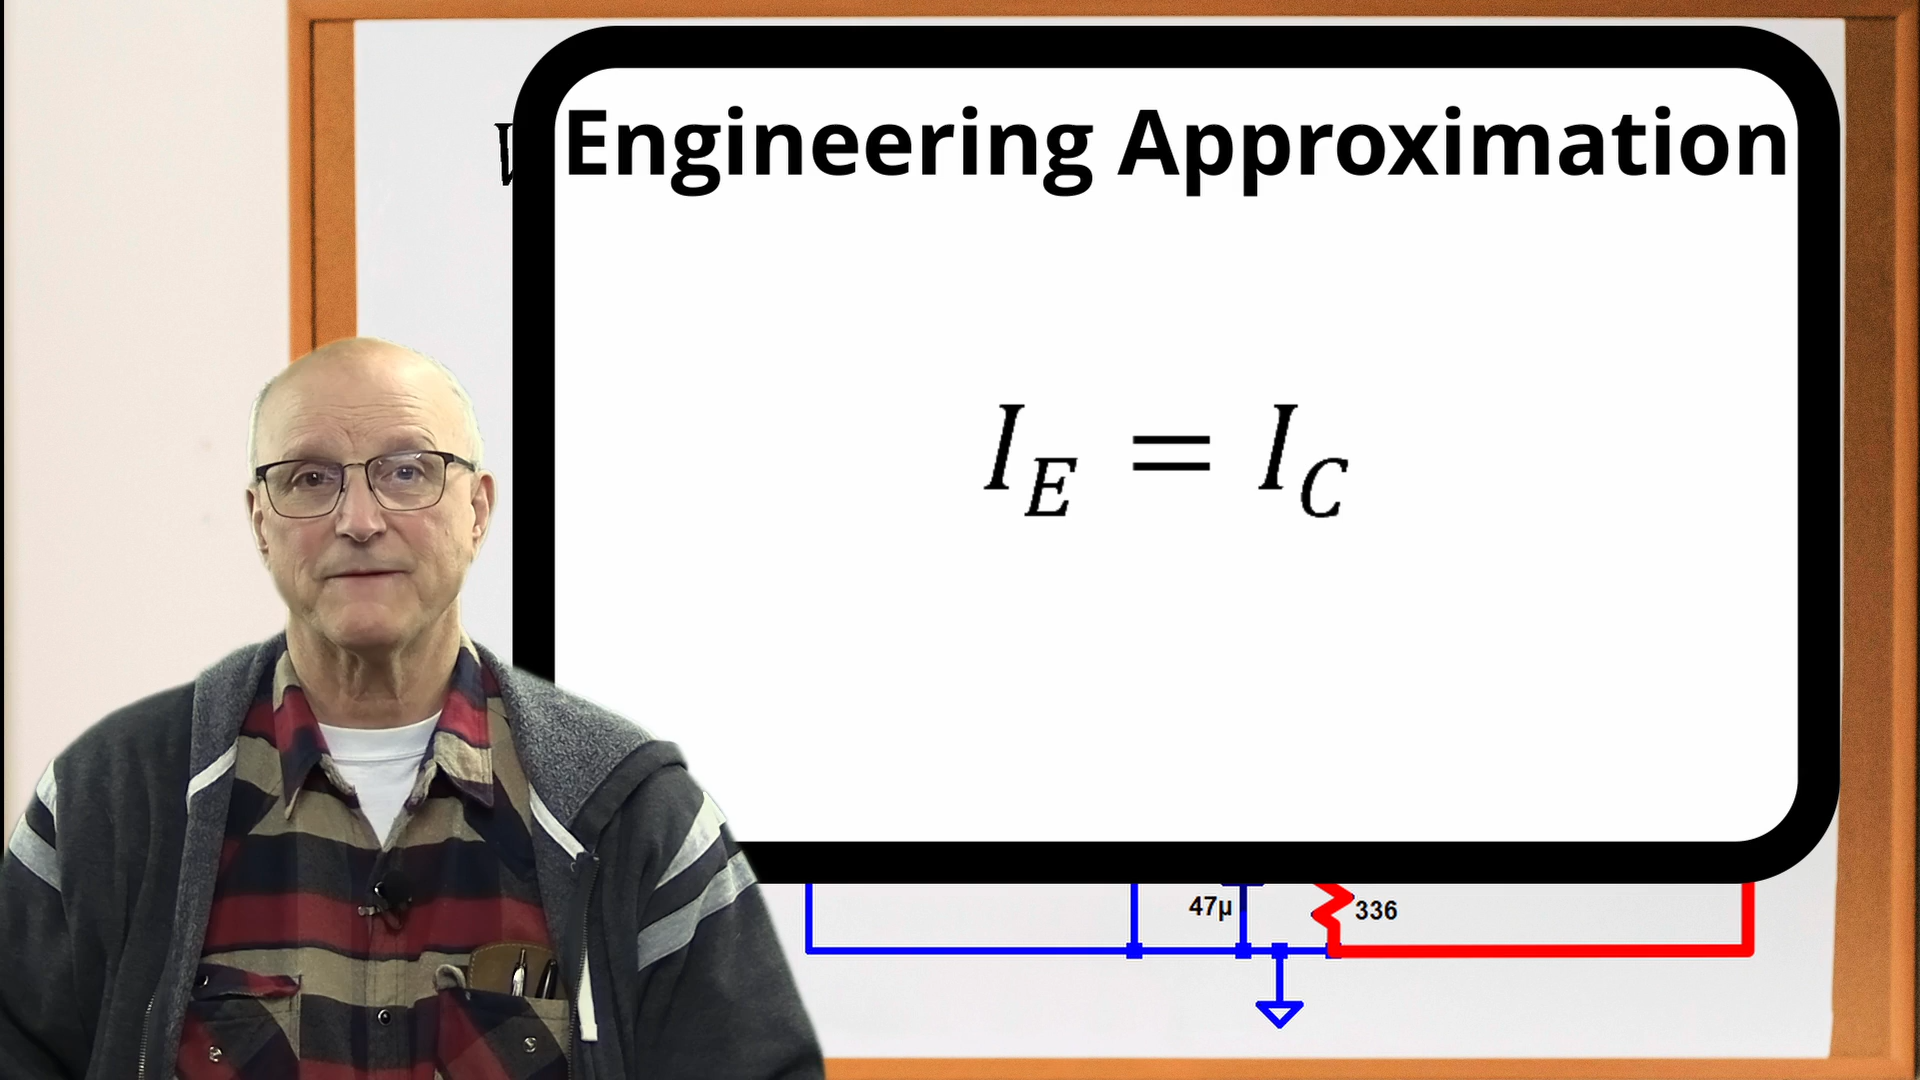 Engineering Approximation
I_E = I_C
47µ
336